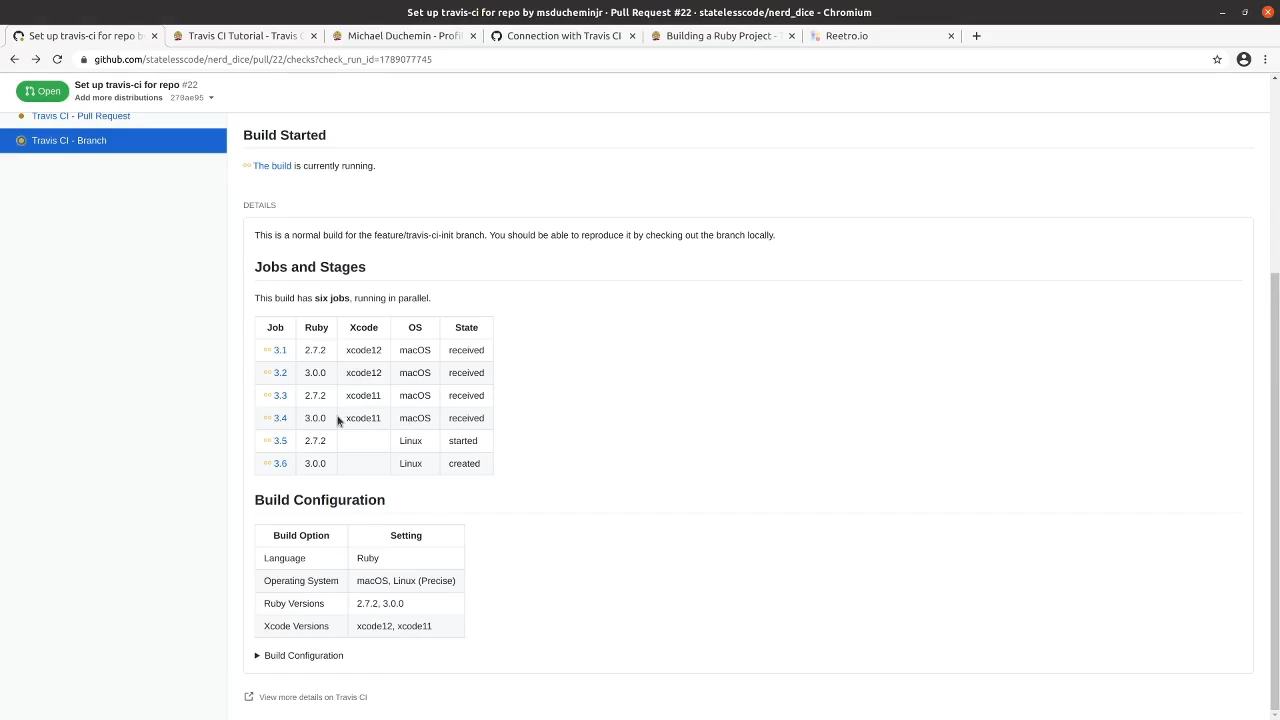 Set up travis-ci for repo by msducheminjr · Pull Request #22 · statelesscode/nerd_dice - Chromium
Set up travis-ci for repo b
Travis CI Tutorial - Travis C
Michael Duchemin - Profil
Connection with Travis CI
Building a Ruby Project - T
Reetro.io
github.com/statelesscode/nerd_dice/pull/22/checks?check_run_id=1789077745
Open
Set up travis-ci for repo #22
Add more distributions 278ae95
Travis CI - Pull Request
Travis CI - Branch
Build Started
The build is currently running.
DETAILS
This is a normal build for the feature/travis-ci-init branch. You should be able to reproduce it by checking out the branch locally.
Jobs and Stages
This build has six jobs, running in parallel.
Job Ruby Xcode OS State
3.1 2.7.2 xcode12 macOS received
3.2 3.0.0 xcode12 macOS received
3.3 2.7.2 xcode11 macOS received
3.4 3.0.0 xcode11 macOS received
3.5 2.7.2 Linux started
3.6 3.0.0 Linux created
Build Configuration
Build Option Setting
Language Ruby
Operating System macOS, Linux (Precise)
Ruby Versions 2.7.2, 3.0.0
Xcode Versions xcode12, xcode11
Build Configuration
View more details on Travis CI